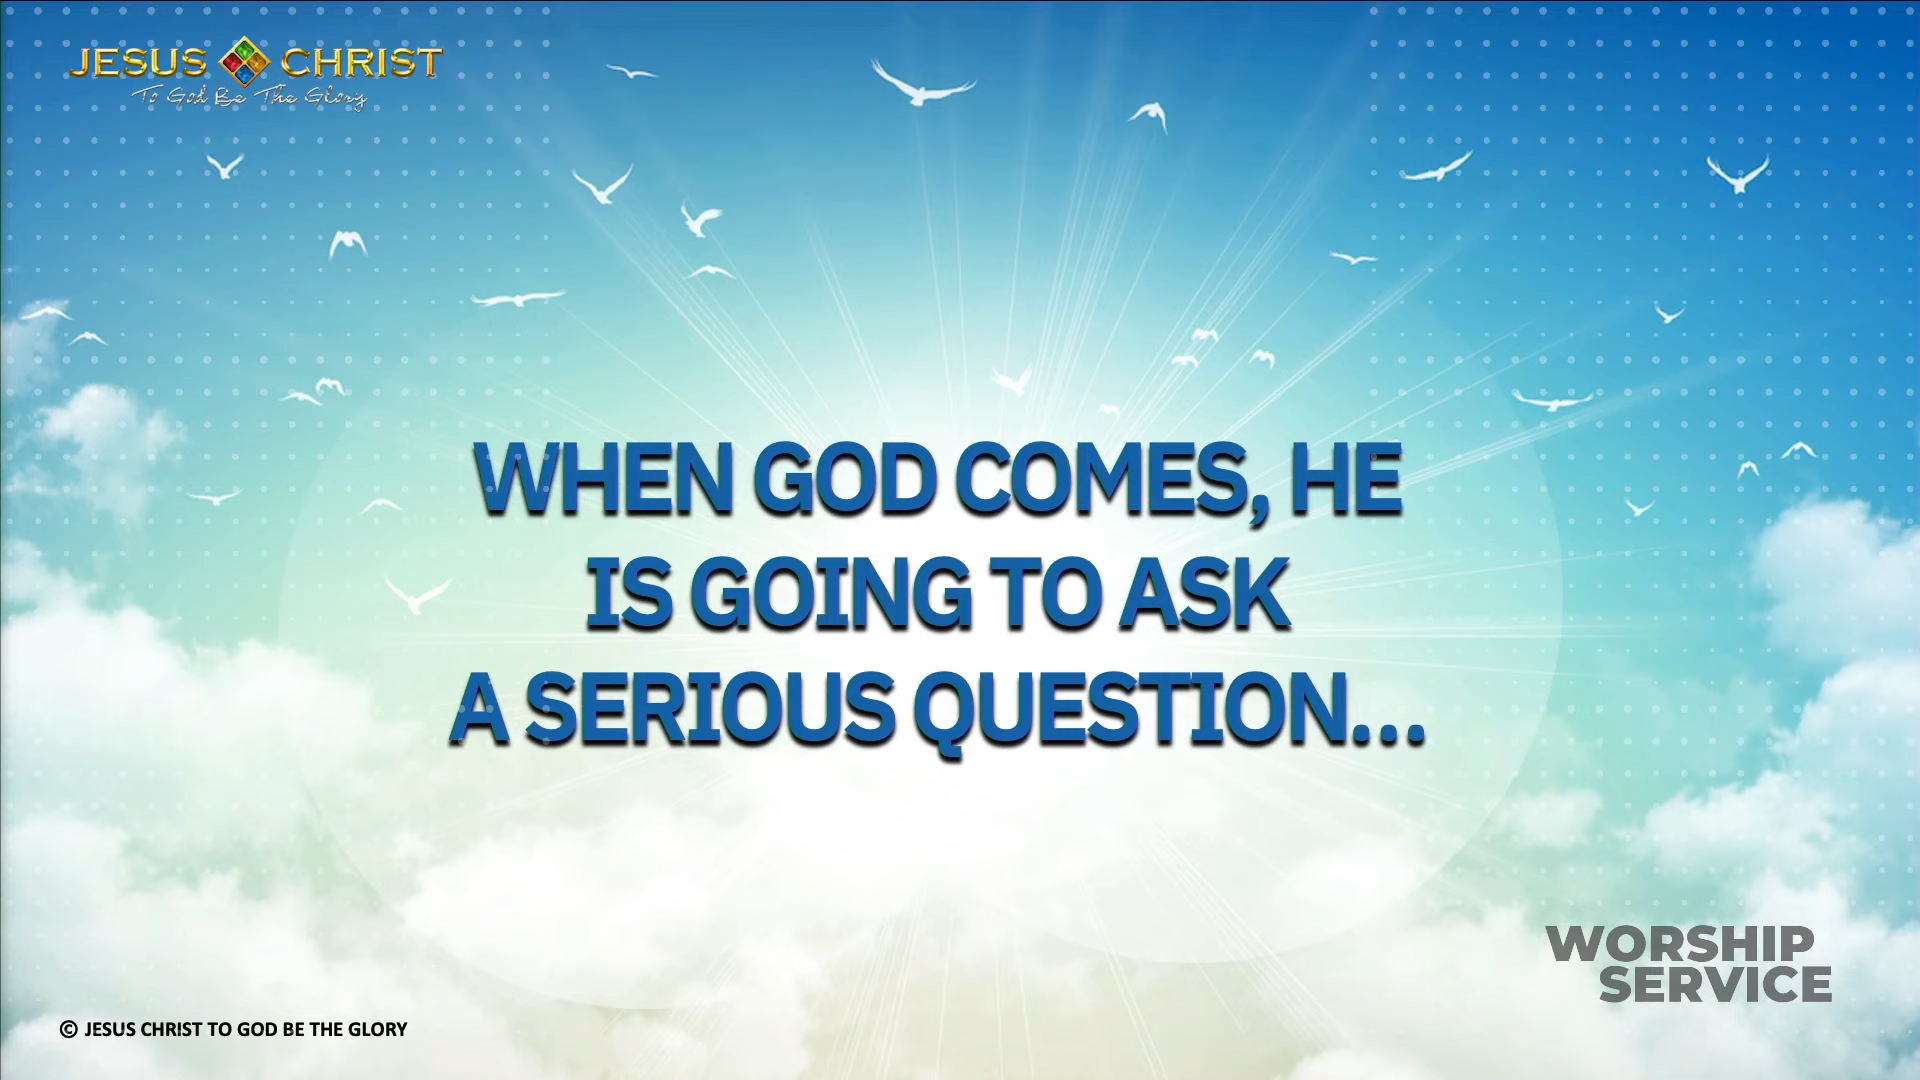 JESUS CHRIST
To God Be The Glory
WHEN GOD COMES, HE
IS GOING TO ASK
A SERIOUS QUESTION...
WORSHIP
SERVICE
© JESUS CHRIST TO GOD BE THE GLORY